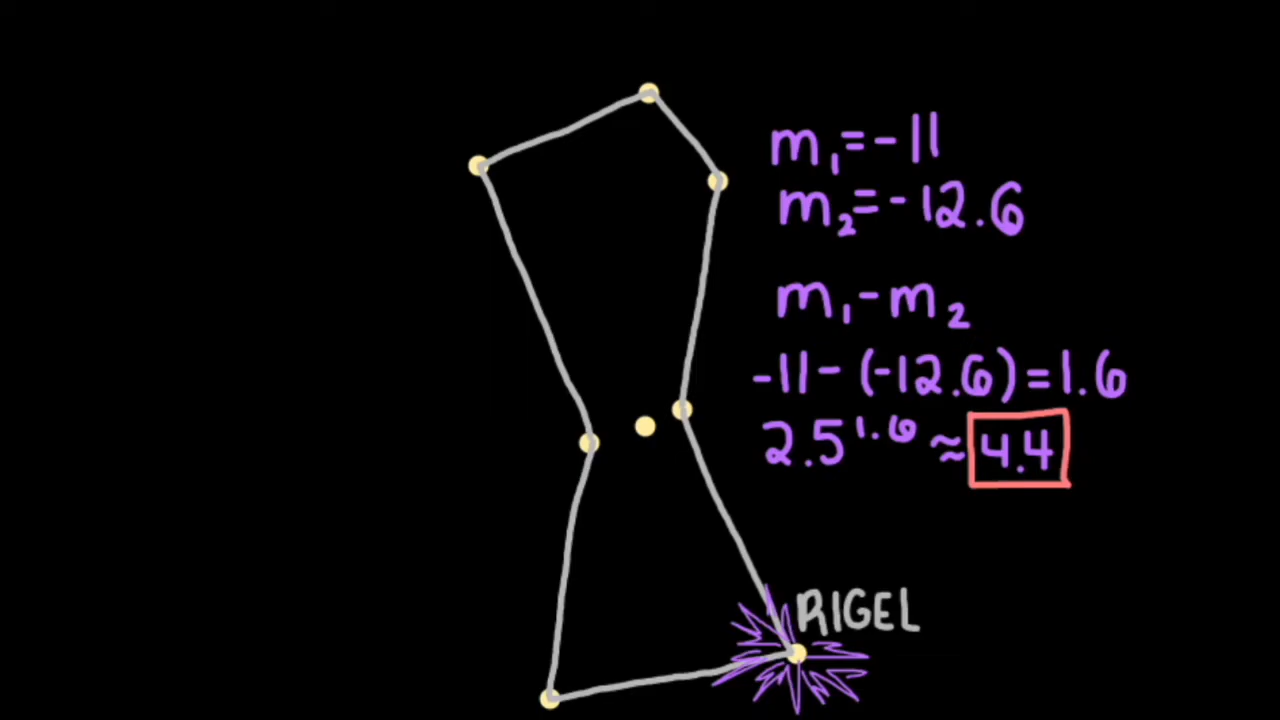 m₁=-11
m₂=-12.6
m₁-m₂
-11-(-12.6)=1.6
2.5^1.6≈4.4
RIGEL